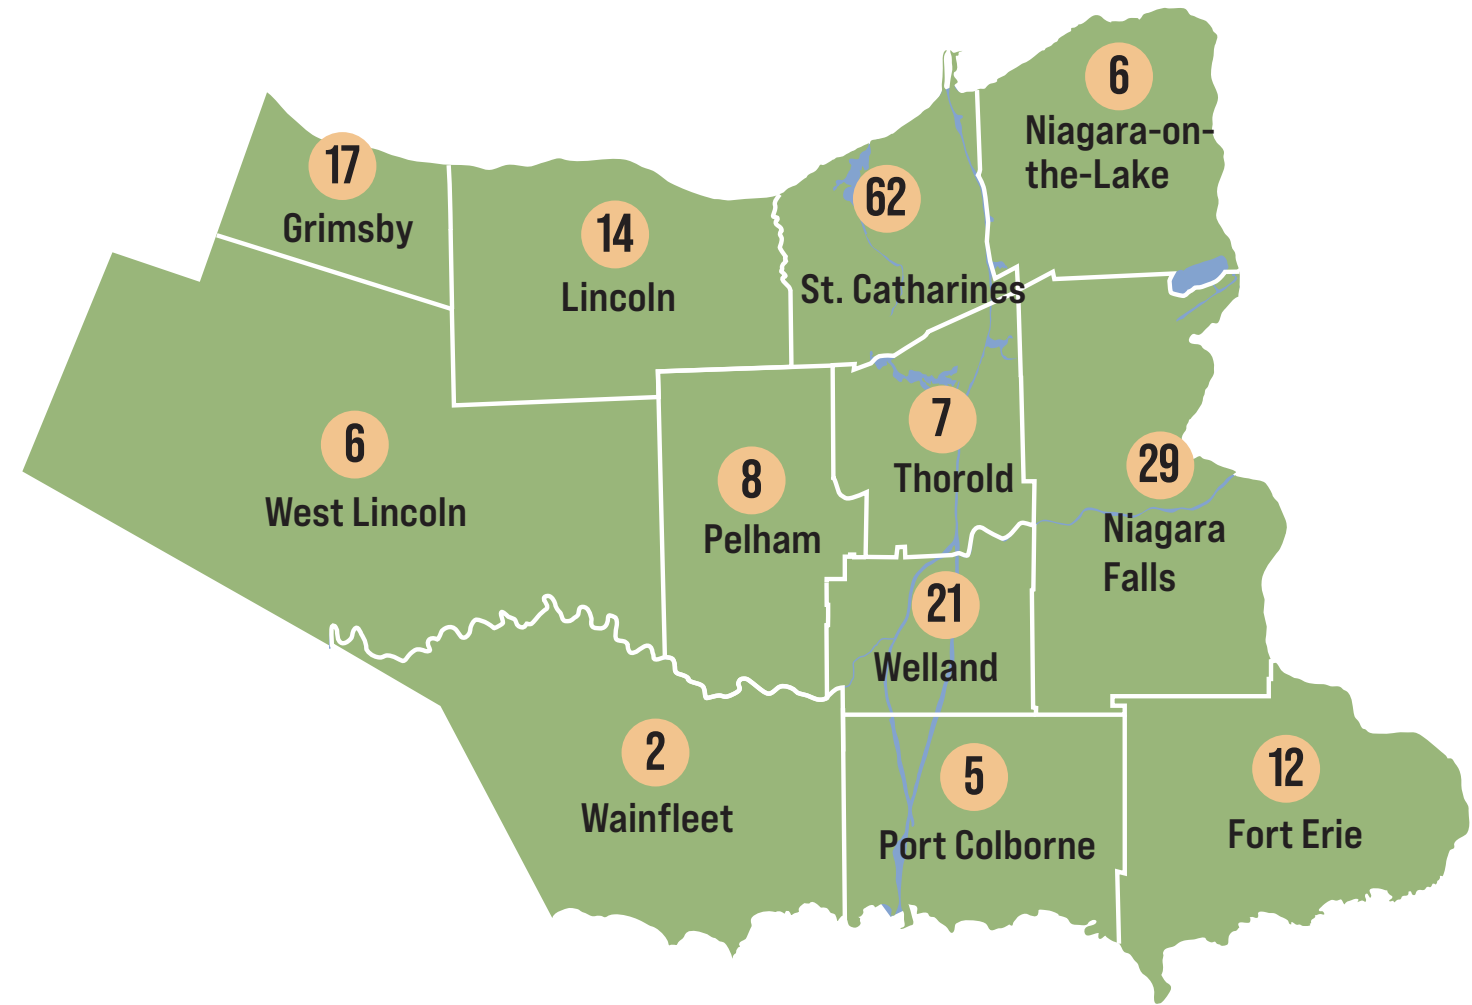 6
Niagara-on-
the-Lake
17
Grimsby
14
Lincoln
62
St. Catharines
6
West Lincoln
8
Pelham
7
Thorold
29
Niagara
Falls
21
Welland
2
Wainfleet
5
Port Colborne
12
Fort Erie